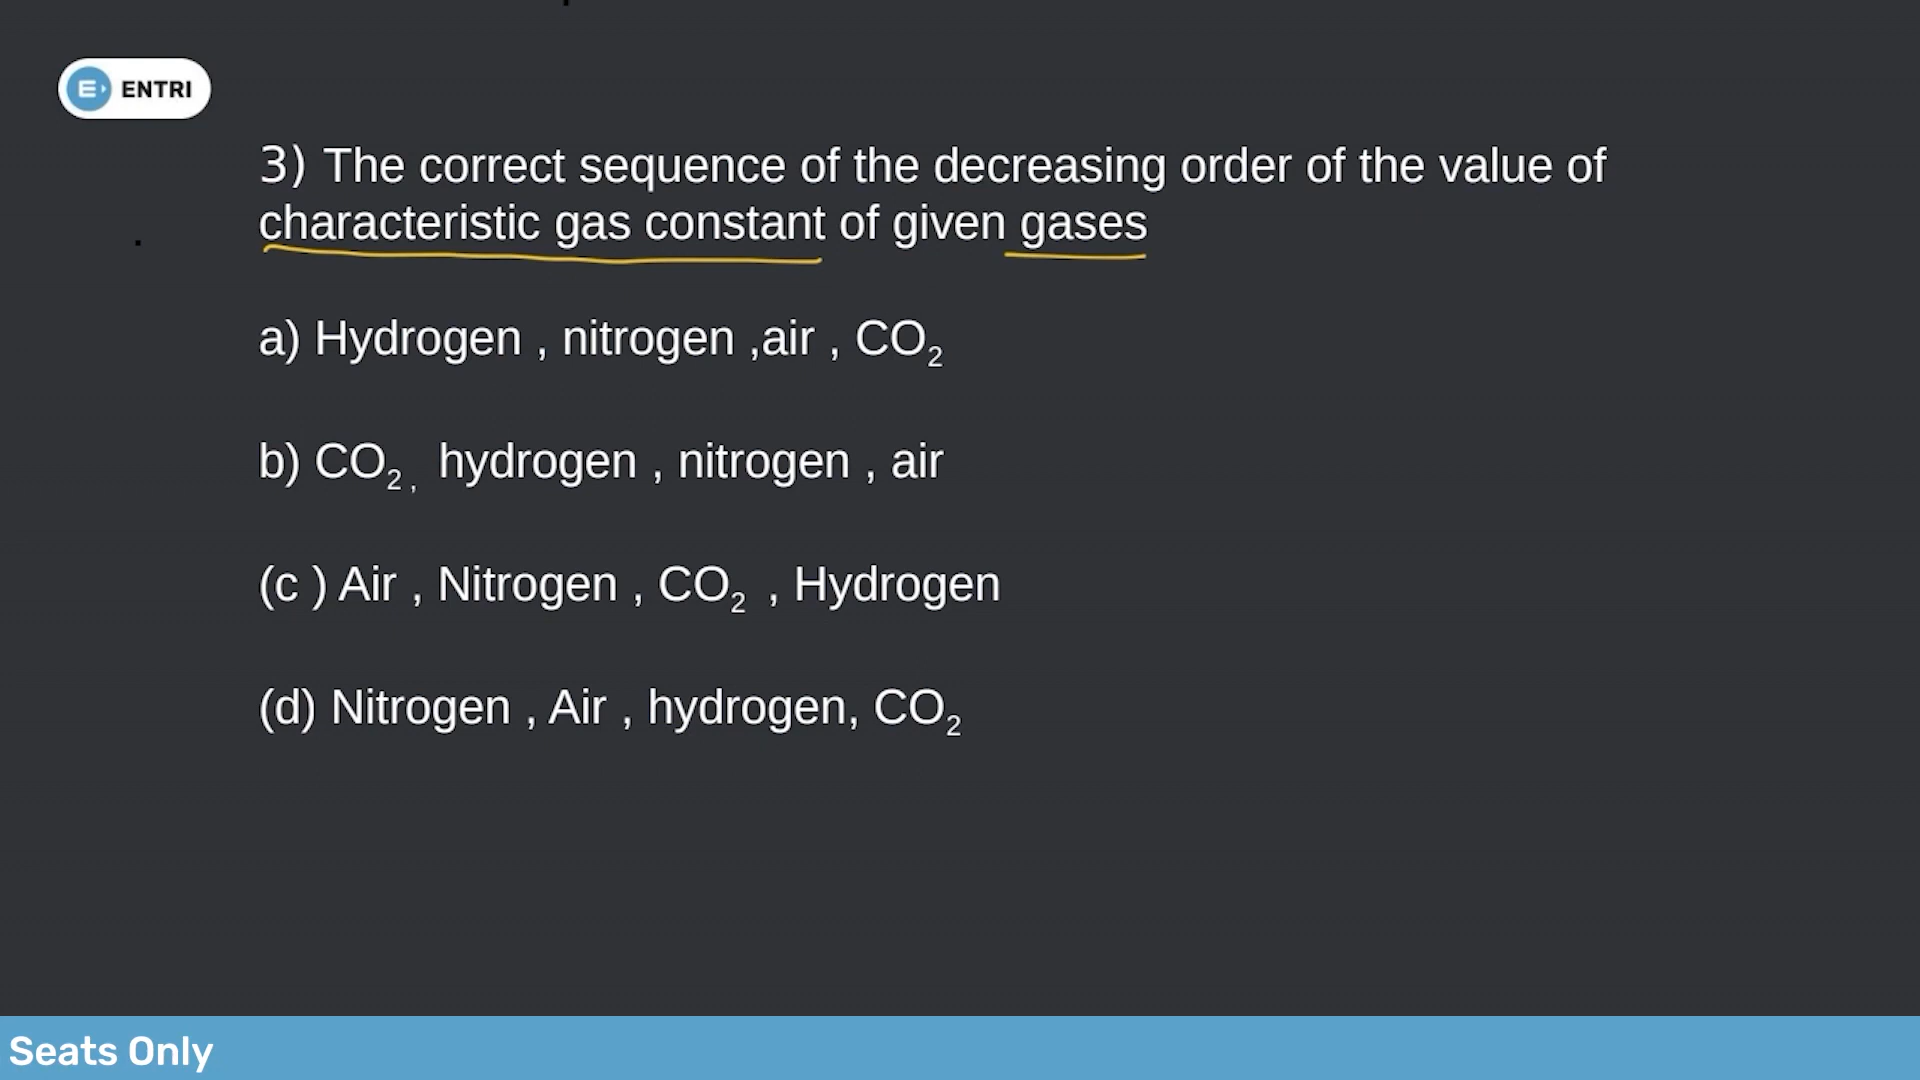 ENTRI
3) The correct sequence of the decreasing order of the value of
characteristic gas constant of given gases
a) Hydrogen , nitrogen ,air , CO₂
b) CO₂ , hydrogen , nitrogen , air
(c ) Air , Nitrogen , CO₂ , Hydrogen
(d) Nitrogen , Air , hydrogen, CO₂
Seats Only